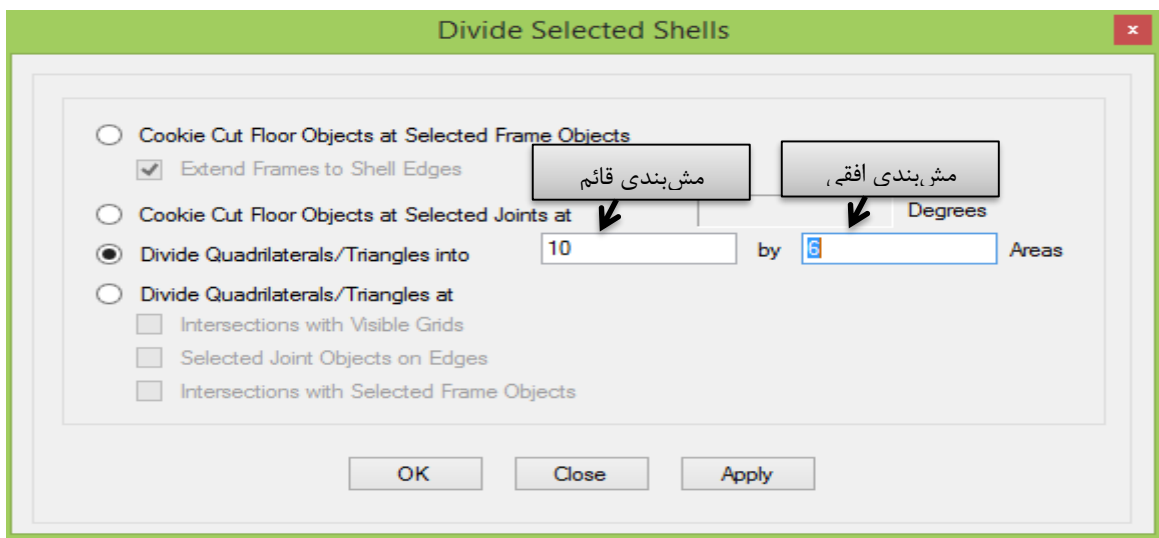 Divide Selected Shells
x
Cookie Cut Floor Objects at Selected Frame Objects
Extend Frames to Shell Edges
مش‌بندی قائم
مش‌بندی افقی
Cookie Cut Floor Objects at Selected Joints at Degrees
Divide Quadrilaterals/Triangles into 10 by 6 Areas
Divide Quadrilaterals/Triangles at
Intersections with Visible Grids
Selected Joint Objects on Edges
Intersections with Selected Frame Objects
OK Close Apply